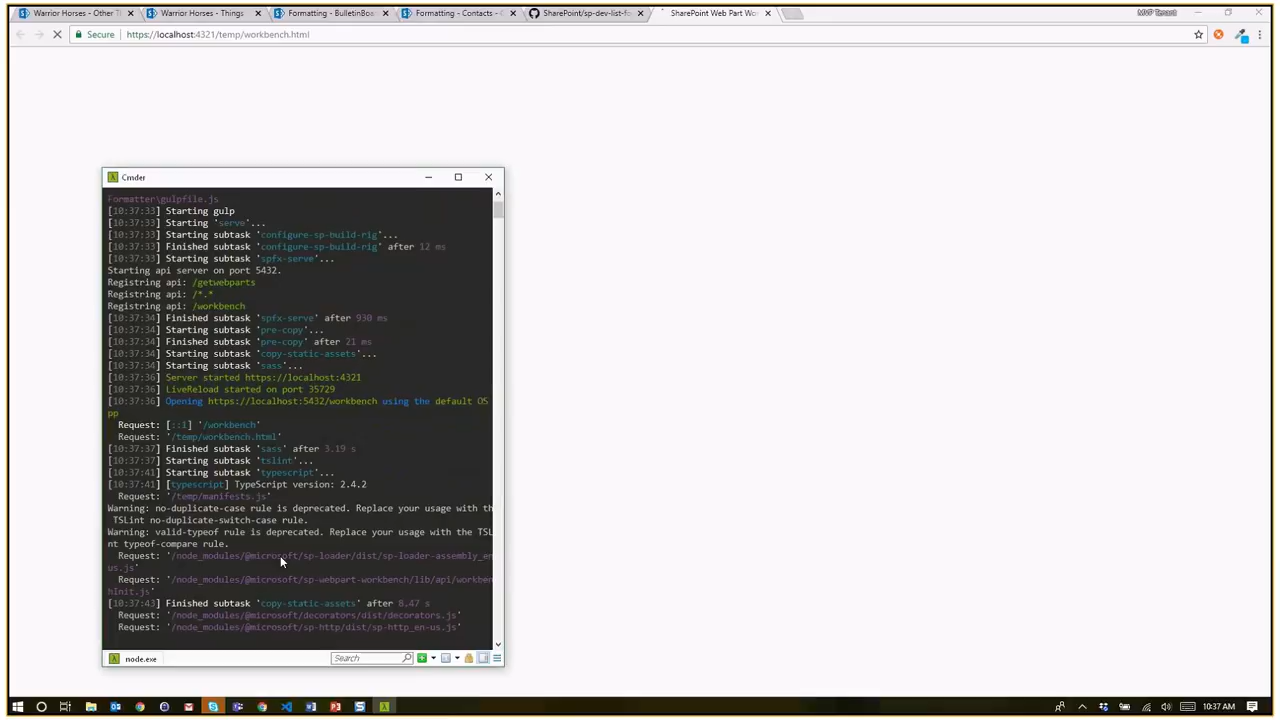 Warrior Horses - Other T
Warrior Horses - Things
Formatting - BulletinBoa
Formatting - Contacts -
SharePoint/sp-dev-list-fo
SharePoint Web Part Wo
MVP Tenant
Secure
https://localhost:4321/temp/workbench.html
Cmder
Formatter\gulpfile.js
[10:37:33] Starting gulp
[10:37:33] Starting 'serve'...
[10:37:33] Starting subtask 'configure-sp-build-rig'...
[10:37:33] Finished subtask 'configure-sp-build-rig' after 12 ms
[10:37:33] Starting subtask 'spfx-serve'...
Starting api server on port 5432.
Registring api: /getwebparts
Registring api: /*.*
Registring api: /workbench
[10:37:34] Finished subtask 'spfx-serve' after 930 ms
[10:37:34] Starting subtask 'pre-copy'...
[10:37:34] Finished subtask 'pre-copy' after 21 ms
[10:37:34] Starting subtask 'copy-static-assets'...
[10:37:34] Starting subtask 'sass'...
[10:37:36] Server started https://localhost:4321
[10:37:36] LiveReload started on port 35729
[10:37:36] Opening https://localhost:5432/workbench using the default OS
pp
Request: [::1] '/workbench'
Request: '/temp/workbench.html'
[10:37:37] Finished subtask 'sass' after 3.19 s
[10:37:37] Starting subtask 'tslint'...
[10:37:41] Starting subtask 'typescript'...
[10:37:41] [typescript] TypeScript version: 2.4.2
Request: '/temp/manifests.js'
Warning: no-duplicate-case rule is deprecated. Replace your usage with th
TSLint no-duplicate-switch-case rule.
Warning: valid-typeof rule is deprecated. Replace your usage with the TSL
nt typeof-compare rule.
Request: '/node_modules/@microsoft/sp-loader/dist/sp-loader-assembly_en
us.js'
Request: '/node_modules/@microsoft/sp-webpart-workbench/lib/api/workben
hInit.js'
[10:37:43] Finished subtask 'copy-static-assets' after 8.47 s
Request: '/node_modules/@microsoft/decorators/dist/decorators.js'
Request: '/node_modules/@microsoft/sp-http/dist/sp-http_en-us.js'
node.exe
Search
10:37 AM